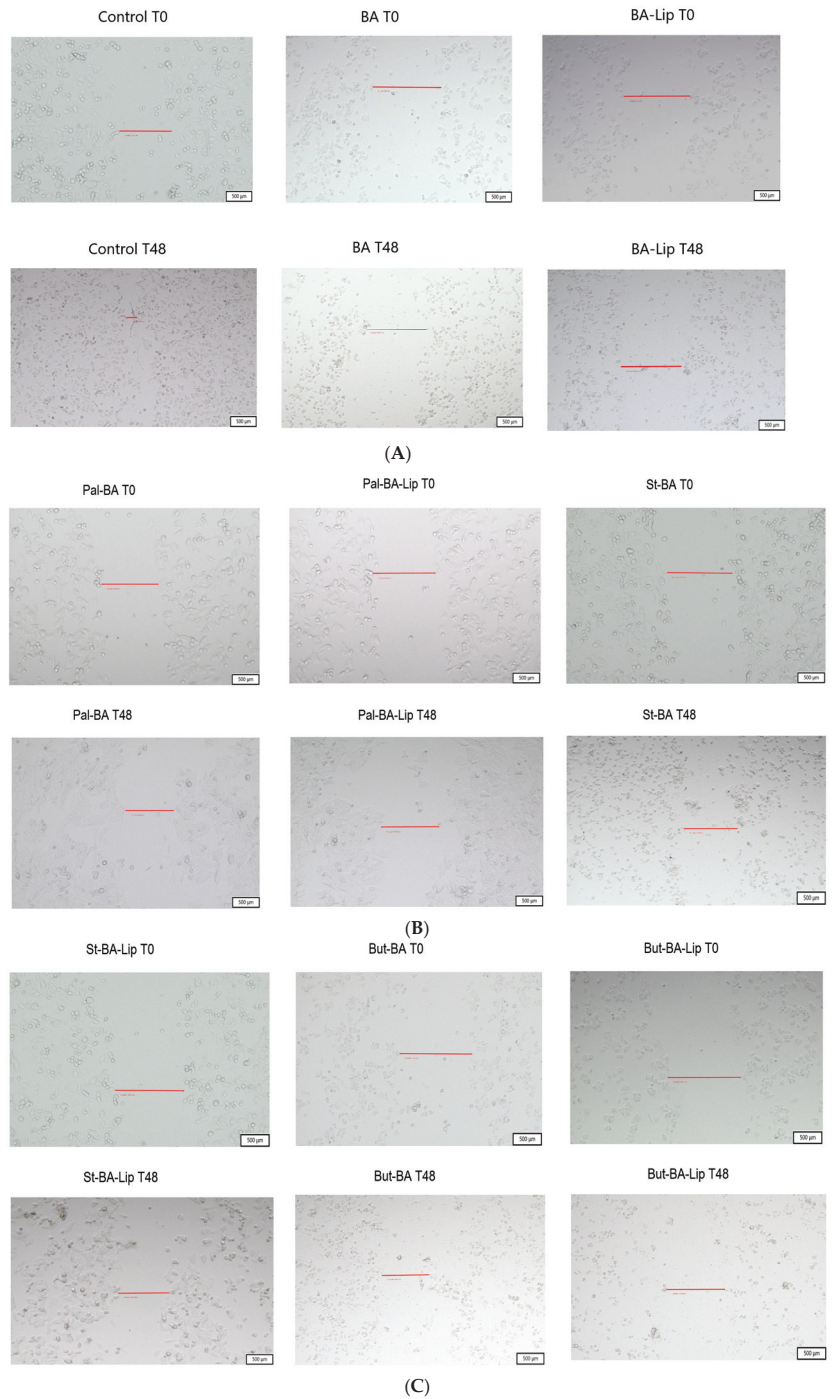 Control T0
BA T0
BA-Lip T0
500 µm
500 µm
500 µm
Control T48
BA T48
BA-Lip T48
500 µm
500 µm
500 µm
(A)
Pal-BA T0
Pal-BA-Lip T0
St-BA T0
500 µm
500 µm
500 µm
Pal-BA T48
Pal-BA-Lip T48
St-BA T48
500 µm
500 µm
500 µm
(B)
St-BA-Lip T0
But-BA T0
But-BA-Lip T0
500 µm
500 µm
500 µm
St-BA-Lip T48
But-BA T48
But-BA-Lip T48
500 µm
500 µm
500 µm
(C)